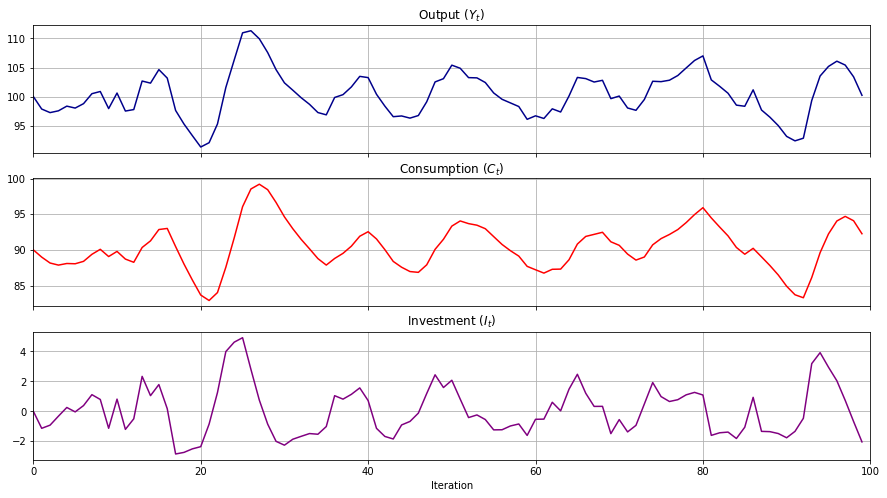 Output (Y_t)
110
105
100
95
Consumption (C_t)
100
95
90
85
Investment (I_t)
4
2
0
−2
0 20 40 60 80 100
Iteration